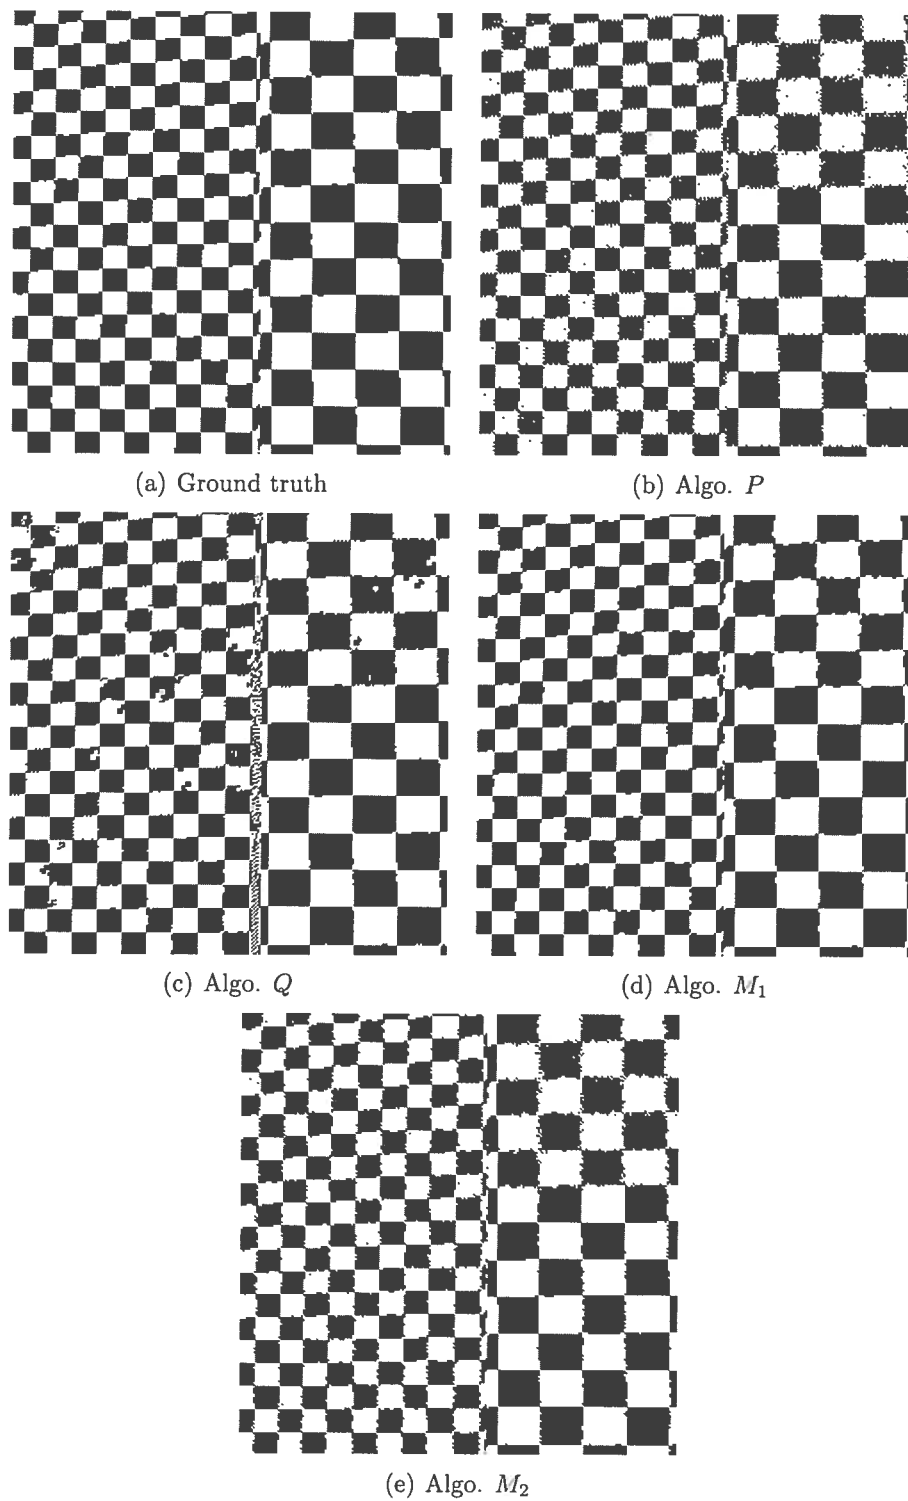 (a) Ground truth
(b) Algo. P
(c) Algo. Q
(d) Algo. M₁
(e) Algo. M₂